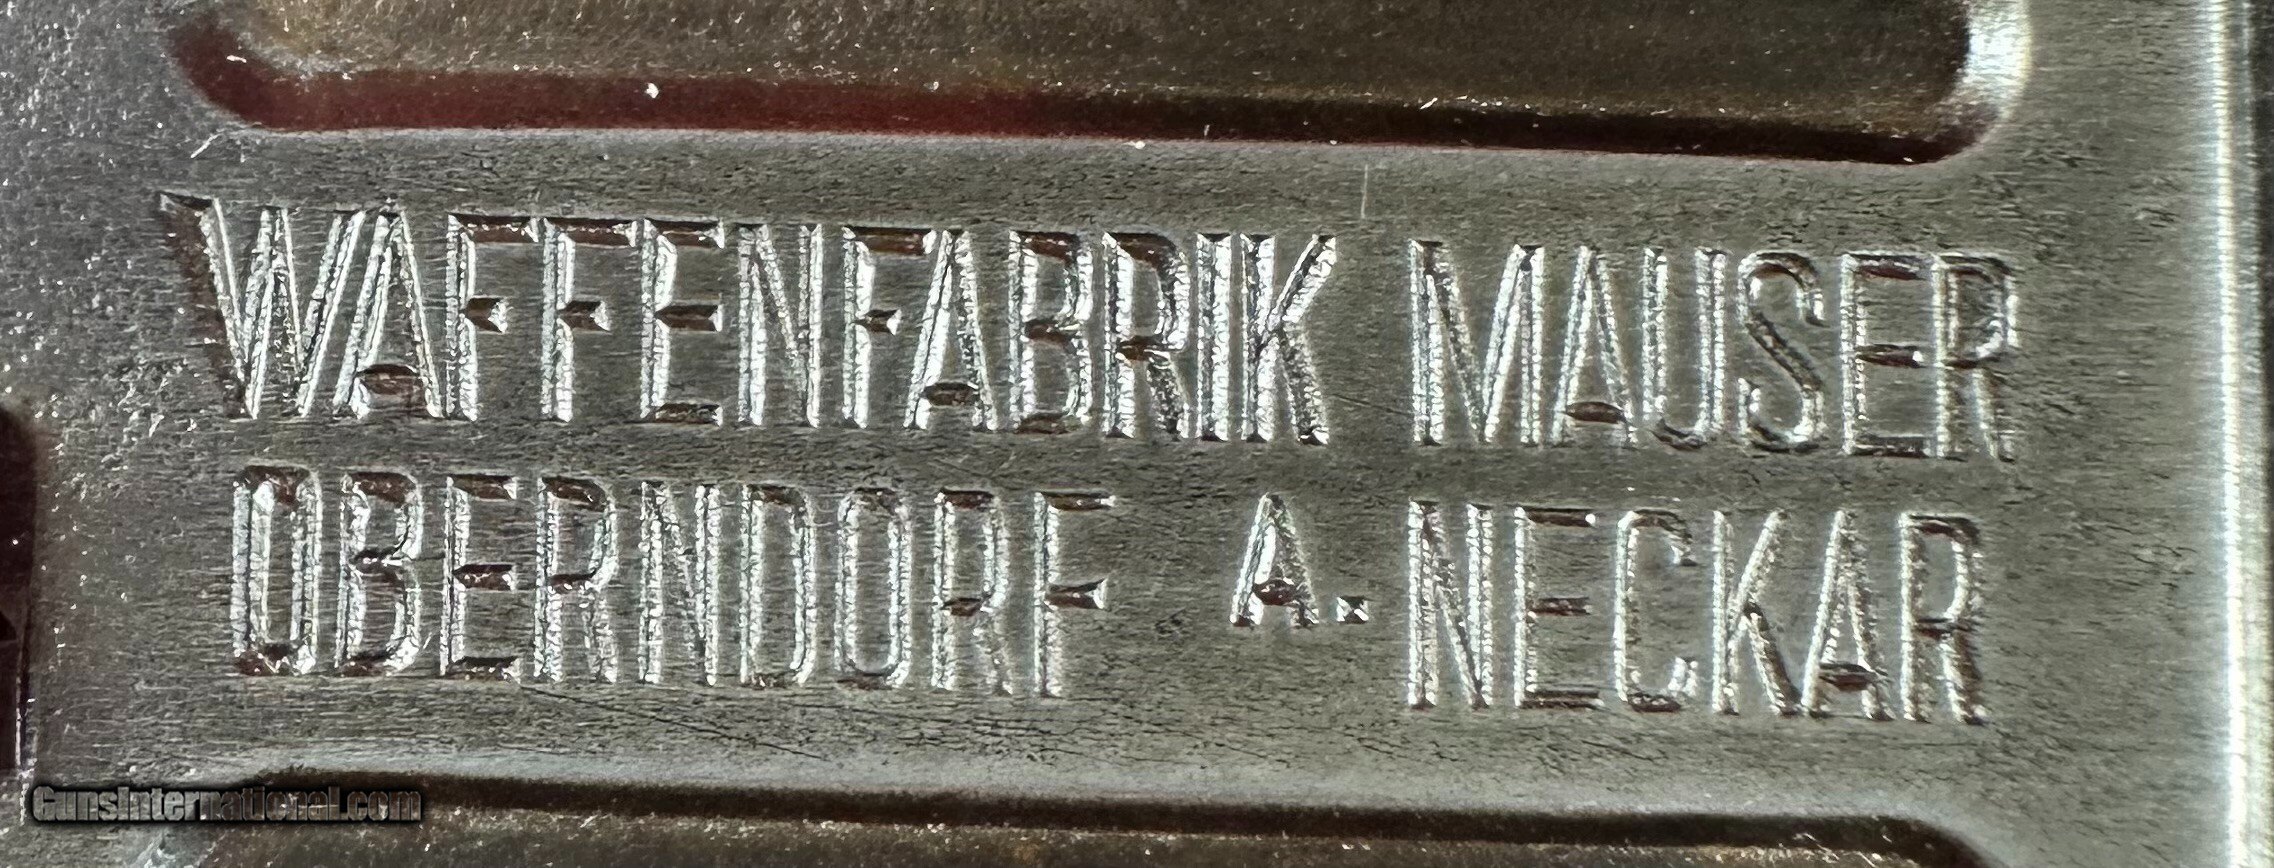 WAFFENFABRIK MAUSER
OBERNDORF A. NECKAR
GunsInternational.com